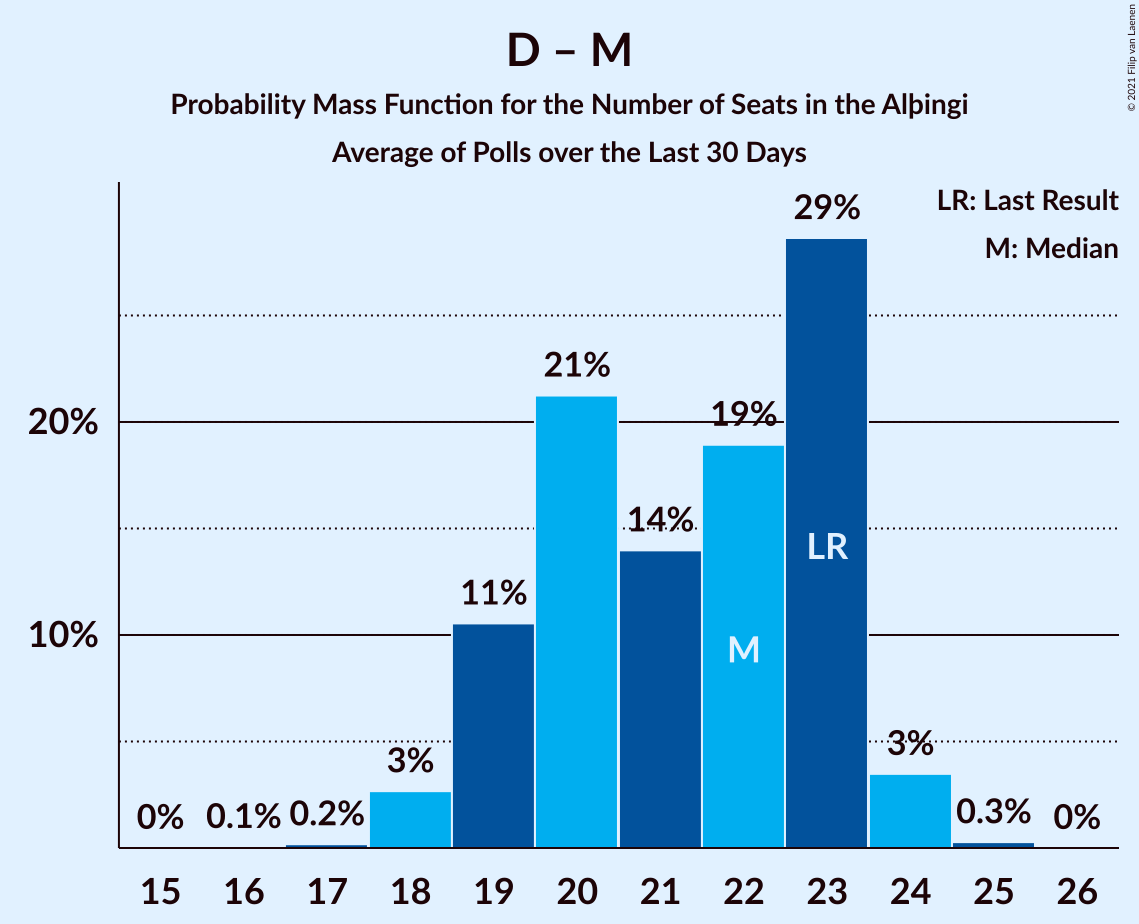 D – M
Probability Mass Function for the Number of Seats in the Alþingi
Average of Polls over the Last 30 Days
© 2021 Filip van Laenen
LR: Last Result
M: Median
29%
21%
20%
19%
14%
LR
11%
10%
M
3%
3%
0%
0.1%
0.2%
0.3%
0%
15 16 17 18 19 20 21 22 23 24 25 26